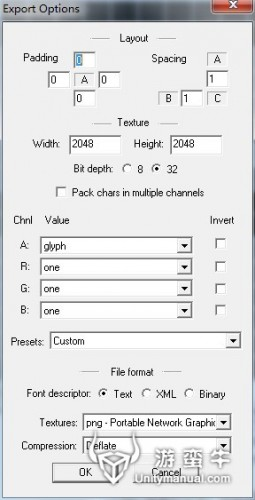 Export Options
Layout
Padding
Spacing
0
A
0
A
0
1
0
B
1
C
Texture
Width: 2048
Height: 2048
Bit depth: 8 32
Pack chars in multiple channels
Chnl Value Invert
A: glyph
R: one
G: one
B: one
Presets: Custom
File format
Font descriptor: Text XML Binary
Textures: png - Portable Network Graphic
Compression: Deflate
OK Cancel
游蛮牛
Unitymanual.com